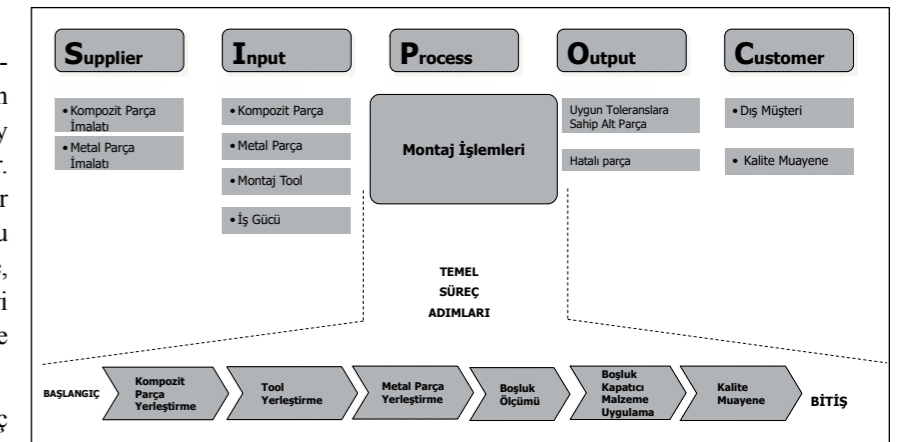 Supplier
Input
Process
Output
Customer
• Kompozit Parça
İmalatı
• Metal Parça
İmalatı
• Kompozit Parça
• Metal Parça
• Montaj Tool
• İş Gücü
Montaj İşlemleri
Uygun Toleranslara
Sahip Alt Parça
Hatalı parça
• Dış Müşteri
• Kalite Muayene
TEMEL
SÜREÇ
ADIMLARI
BAŞLANGIÇ
Kompozit
Parça
Yerleştirme
Tool
Yerleştirme
Metal Parça
Yerleştirme
Boşluk
Ölçümü
Boşluk
Kapatıcı
Malzeme
Uygulama
Kalite
Muayene
BİTİŞ